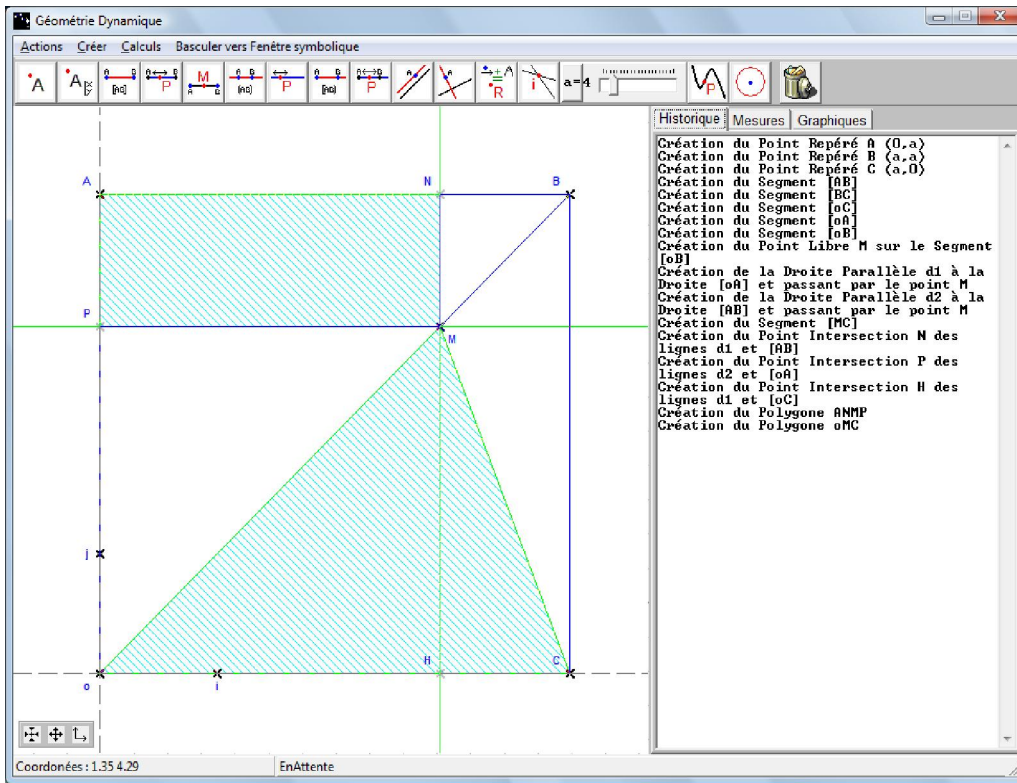 Géométrie Dynamique
Actions Créer Calculs Basculer vers Fenêtre symbolique
a=4
Historique Mesures Graphiques
Création du Point Repéré A (0,a)
Création du Point Repéré B (a,a)
Création du Point Repéré C (a,0)
Création du Segment [AB]
Création du Segment [BC]
Création du Segment [oC]
Création du Segment [oA]
Création du Segment [oB]
Création du Point Libre M sur le Segment
[oB]
Création de la Droite Parallèle d1 à la
Droite [oA] et passant par le point M
Création de la Droite Parallèle d2 à la
Droite [AB] et passant par le point M
Création du Segment [MC]
Création du Point Intersection N des
lignes d1 et [AB]
Création du Point Intersection P des
lignes d2 et [oA]
Création du Point Intersection H des
lignes d1 et [oC]
Création du Polygone ANMP
Création du Polygone oMC
A N B
P
M
j
H C
o i
Coordonées : 1.35 4.29 EnAttente